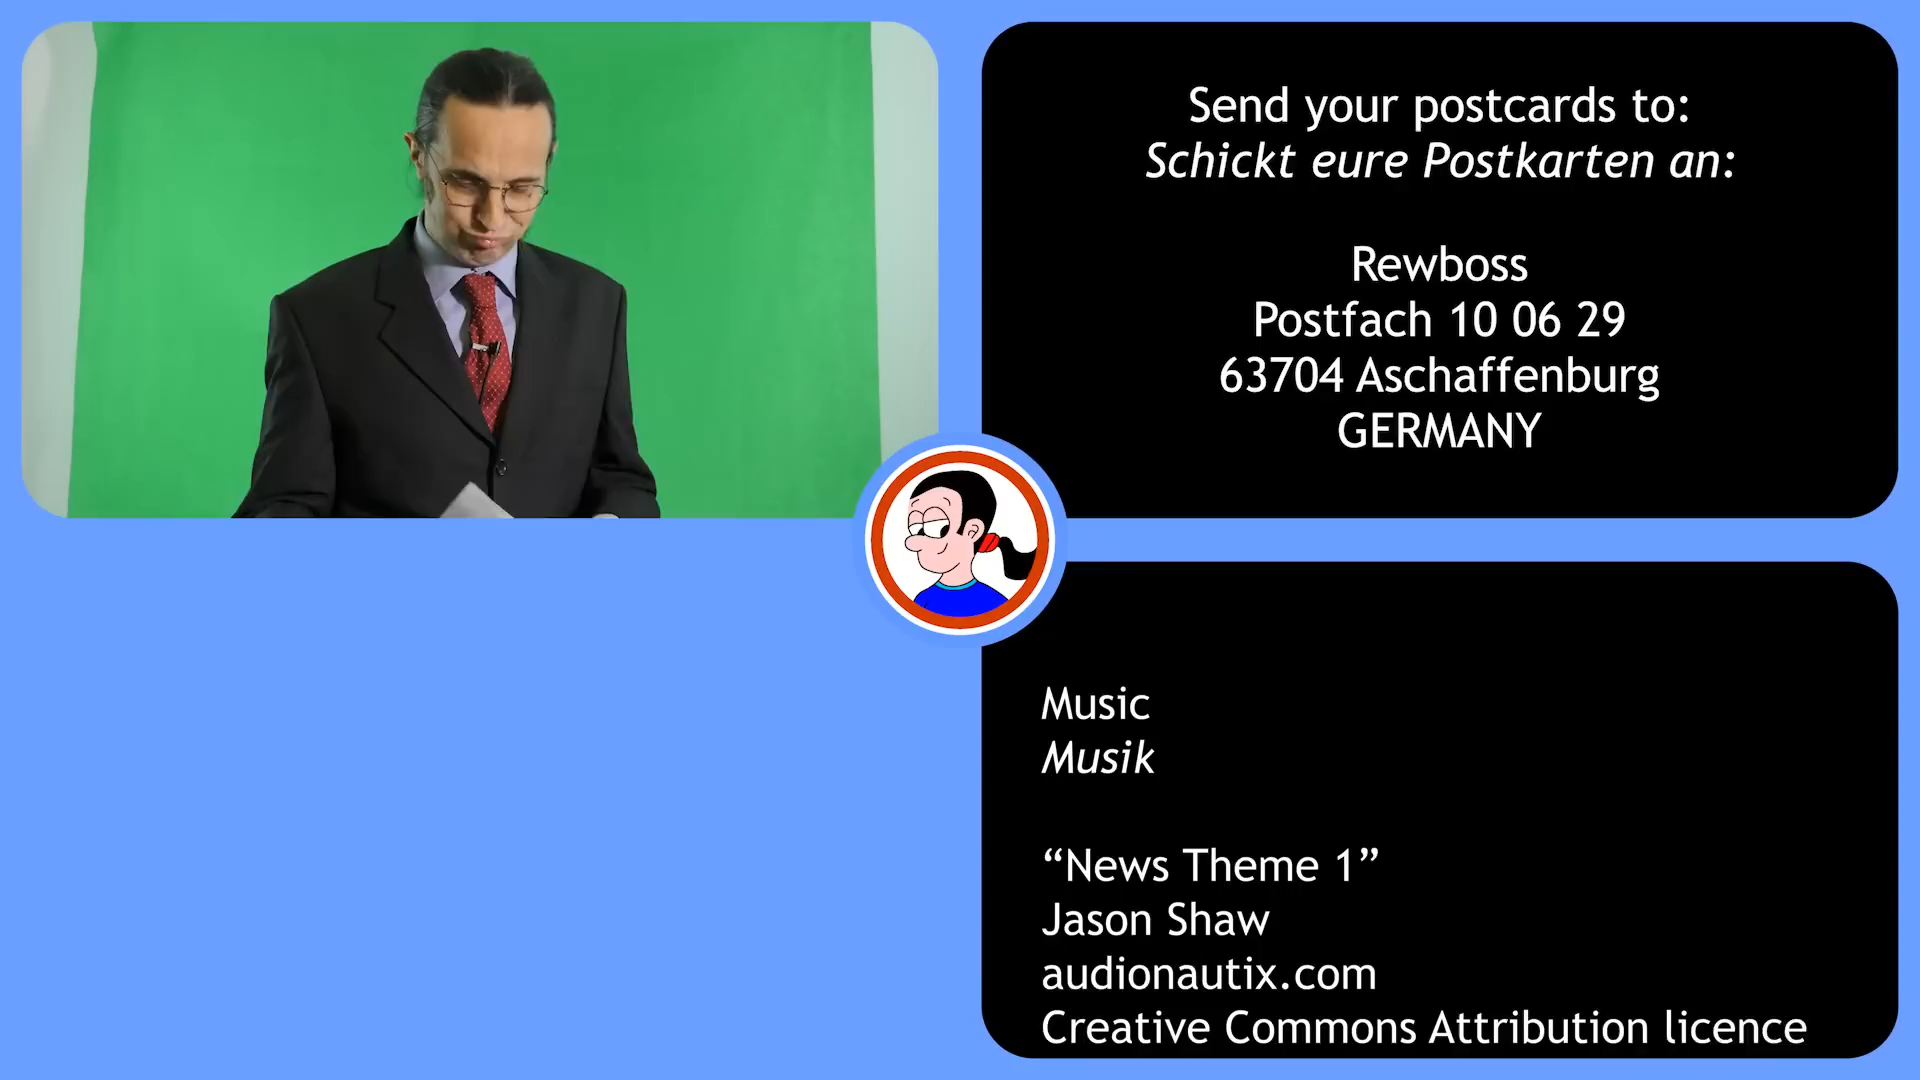 Send your postcards to:
Schickt eure Postkarten an:
Rewboss
Postfach 10 06 29
63704 Aschaffenburg
GERMANY
Music
Musik
“News Theme 1”
Jason Shaw
audionautix.com
Creative Commons Attribution licence